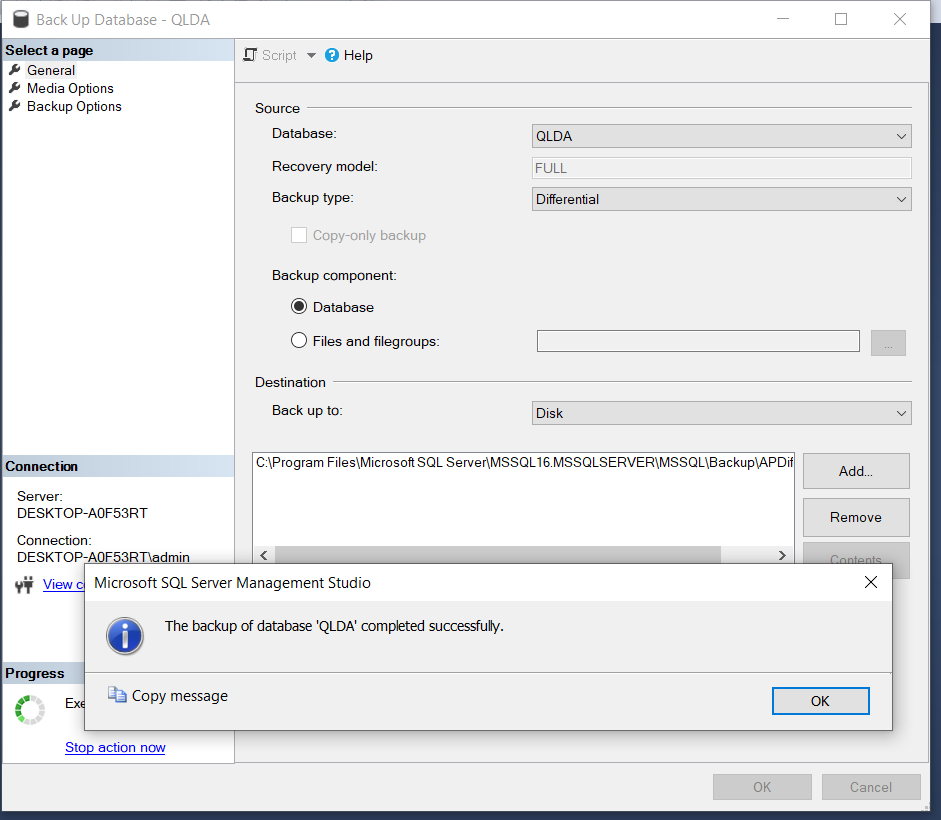 Back Up Database - QLDA
Select a page
General
Media Options
Backup Options
Script
Help
Source
Database:
QLDA
Recovery model:
FULL
Backup type:
Differential
Copy-only backup
Backup component:
Database
Files and filegroups:
...
Destination
Back up to:
Disk
C:\Program Files\Microsoft SQL Server\MSSQL16.MSSQLSERVER\MSSQL\Backup\APDif
Add...
Remove
Contents
Connection
Server:
DESKTOP-A0F53RT
Connection:
DESKTOP-A0F53RT\admin
View c
Microsoft SQL Server Management Studio
The backup of database 'QLDA' completed successfully.
Copy message
OK
Progress
Exe
Stop action now
OK
Cancel